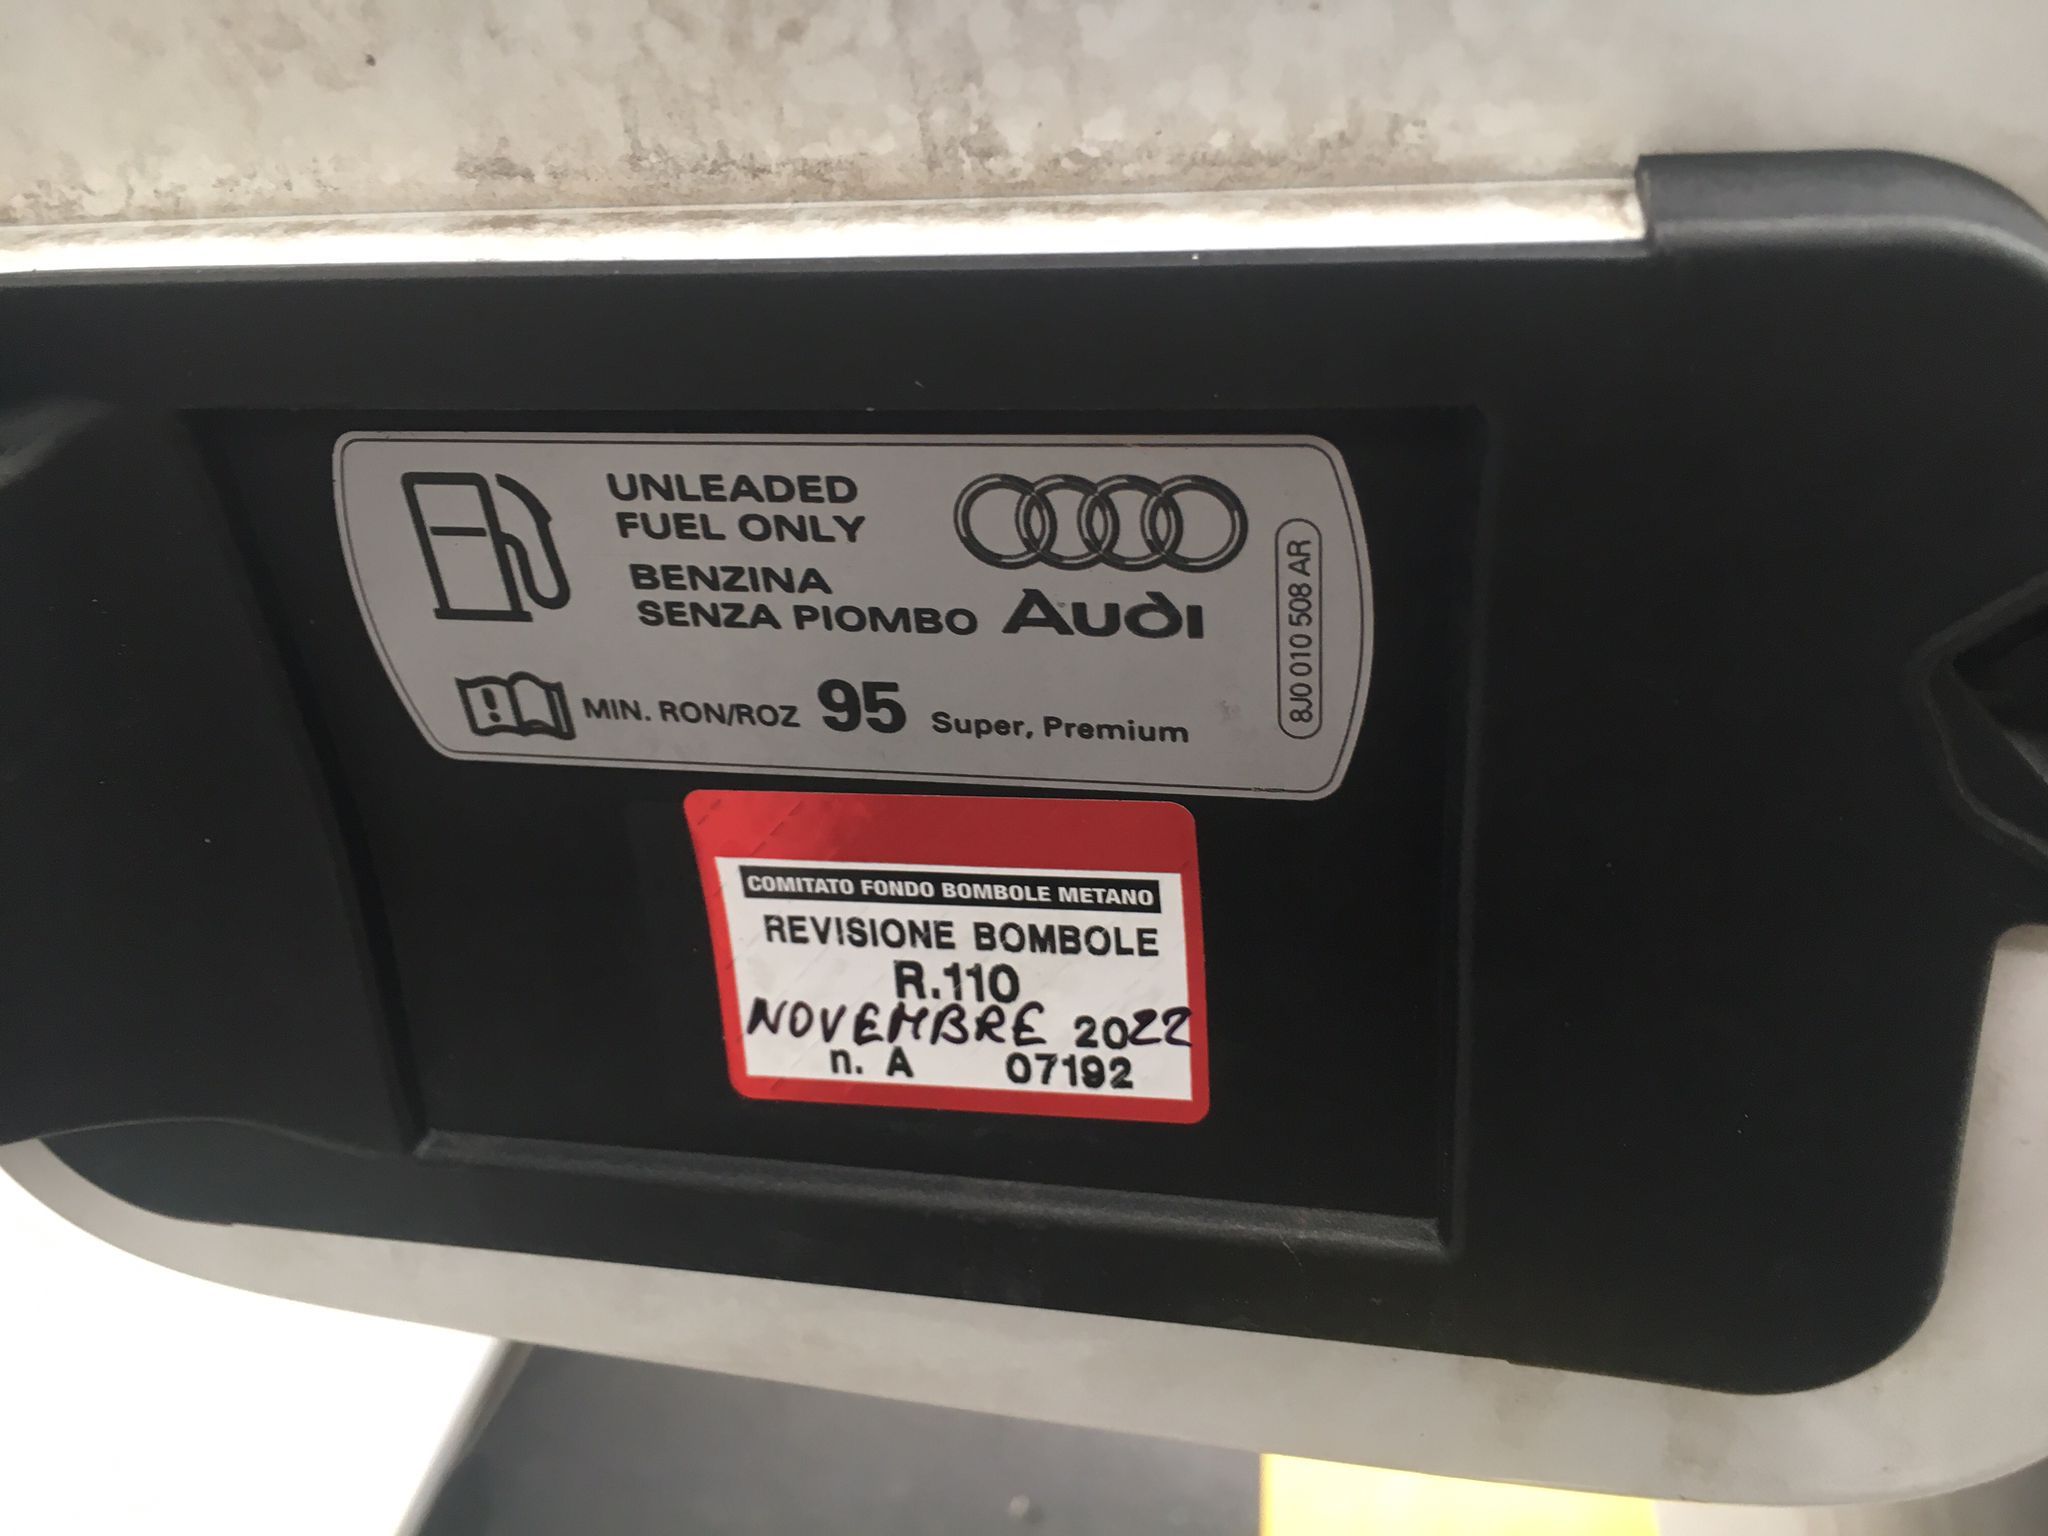 UNLEADED
FUEL ONLY
BENZINA
SENZA PIOMBO
Audi
8J0 010 508 AR
MIN. RON/ROZ 95 Super, Premium
COMITATO FONDO BOMBOLE METANO
REVISIONE BOMBOLE
R.110
NOVEMBRE 2022
n. A 07192